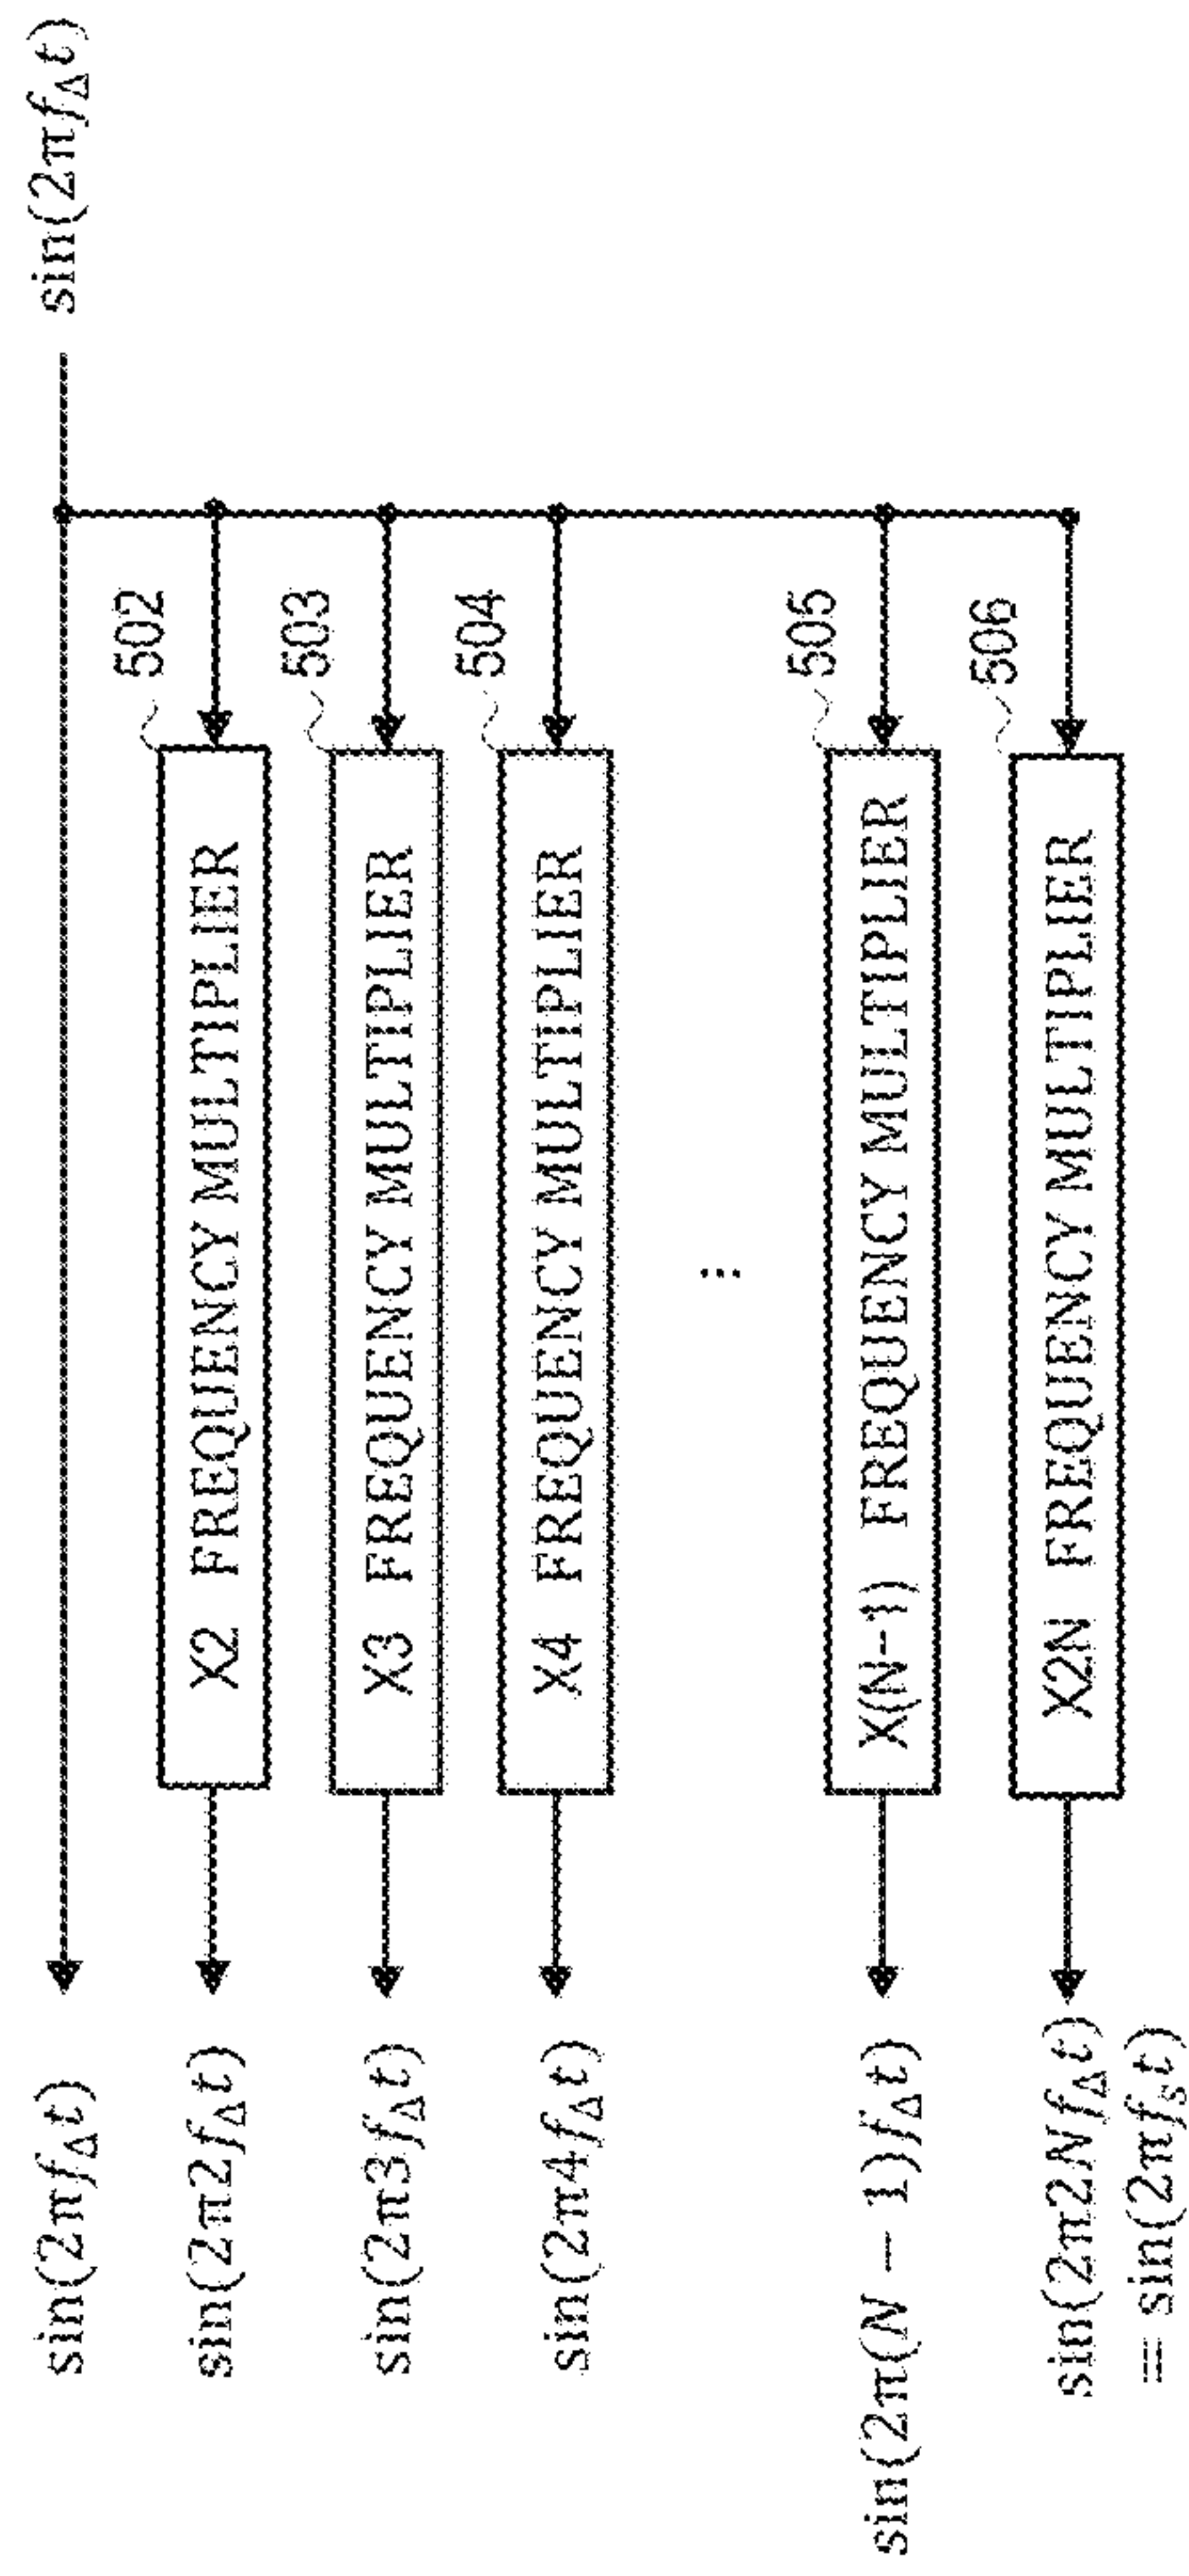 sin(2πf_Δt)
sin(2πf_Δt)
502
X2 FREQUENCY MULTIPLIER
sin(2π2f_Δt)
503
X3 FREQUENCY MULTIPLIER
sin(2π3f_Δt)
504
X4 FREQUENCY MULTIPLIER
sin(2π4f_Δt)
...
505
X(N-1) FREQUENCY MULTIPLIER
sin(2π(N − 1)f_Δt)
506
X2N FREQUENCY MULTIPLIER
sin(2π2Nf_Δt)
= sin(2πf_st)